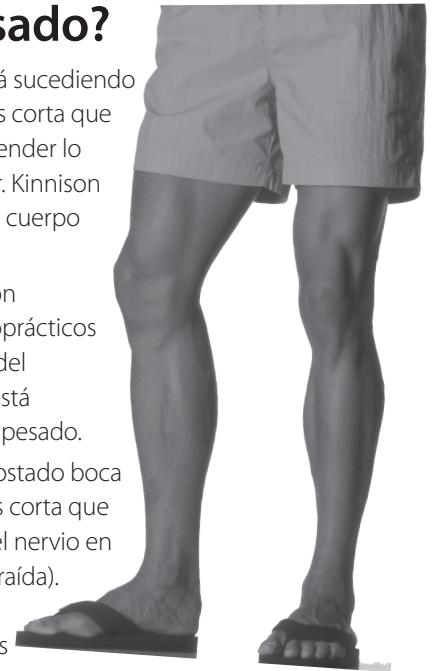 sado?
á sucediendo
s corta que
ender lo
r. Kinnison
cuerpo
on
oprácticos
del
stá
pesado.
ostado boca
s corta que
el nervio en
raída).
s